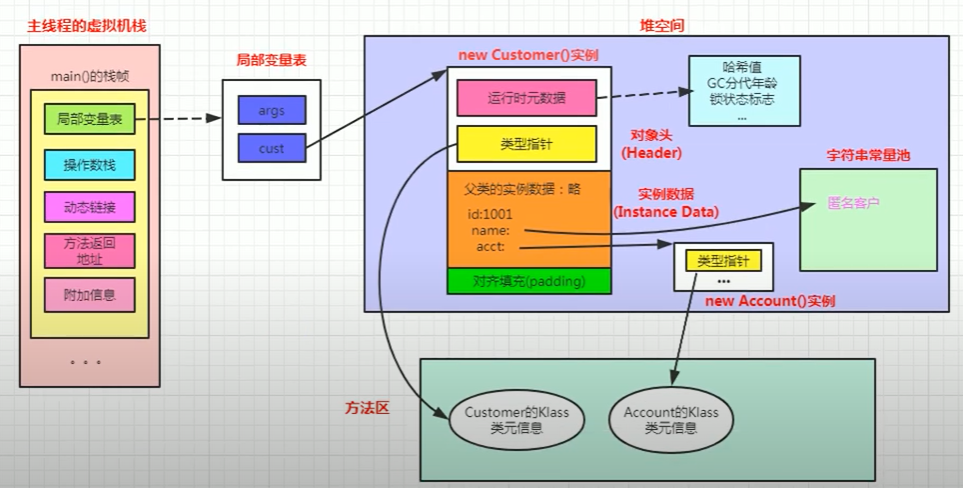 主线程的虚拟机栈
main()的栈帧
局部变量表
操作数栈
动态链接
方法返回
地址
附加信息
。。。
局部变量表
args
cust
堆空间
new Customer()实例
运行时元数据
类型指针
对象头
(Header)
哈希值
GC分代年龄
锁状态标志
...
父类的实例数据：略
id:1001
name:
acct:
实例数据
(Instance Data)
对齐填充(padding)
字符串常量池
匿名客户
类型指针
...
new Account()实例
方法区
Customer的Klass
类元信息
Account的Klass
类元信息